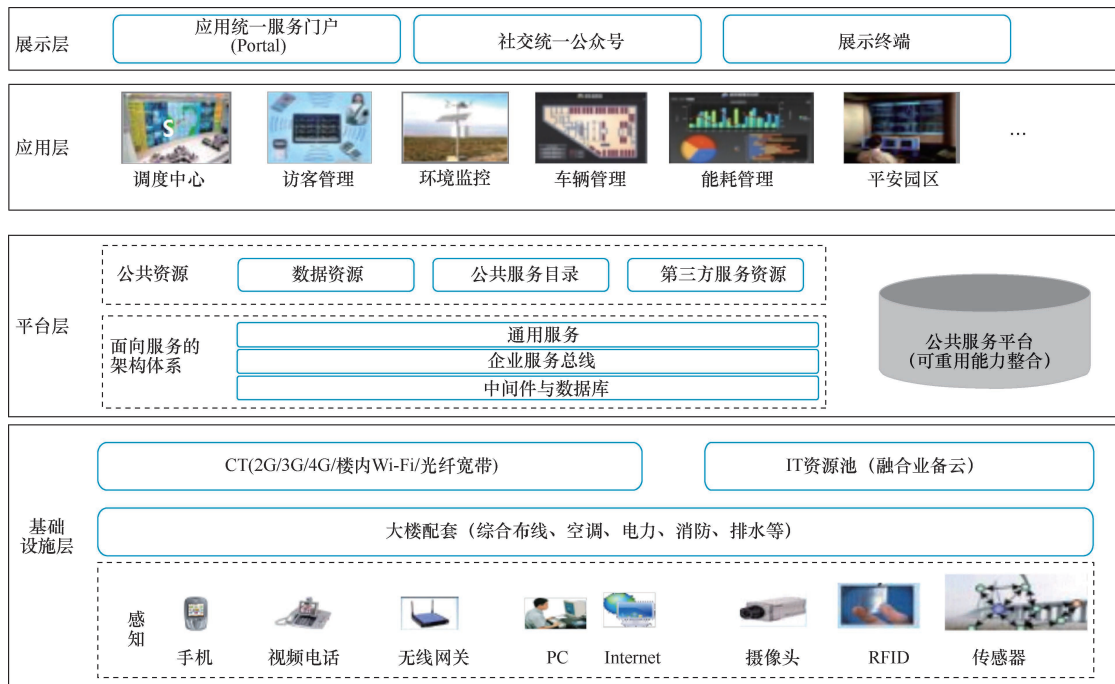 展示层
应用统一服务门户
(Portal)
社交统一公众号
展示终端
应用层
调度中心
访客管理
环境监控
车辆管理
能耗管理
平安园区
…
平台层
公共资源
数据资源
公共服务目录
第三方服务资源
面向服务的
架构体系
通用服务
企业服务总线
中间件与数据库
公共服务平台
（可重用能力整合）
基础
设施层
CT(2G/3G/4G/楼内Wi-Fi/光纤宽带)
IT资源池（融合业备云）
大楼配套（综合布线、空调、电力、消防、排水等）
感
知
手机
视频电话
无线网关
PC
Internet
摄像头
RFID
传感器